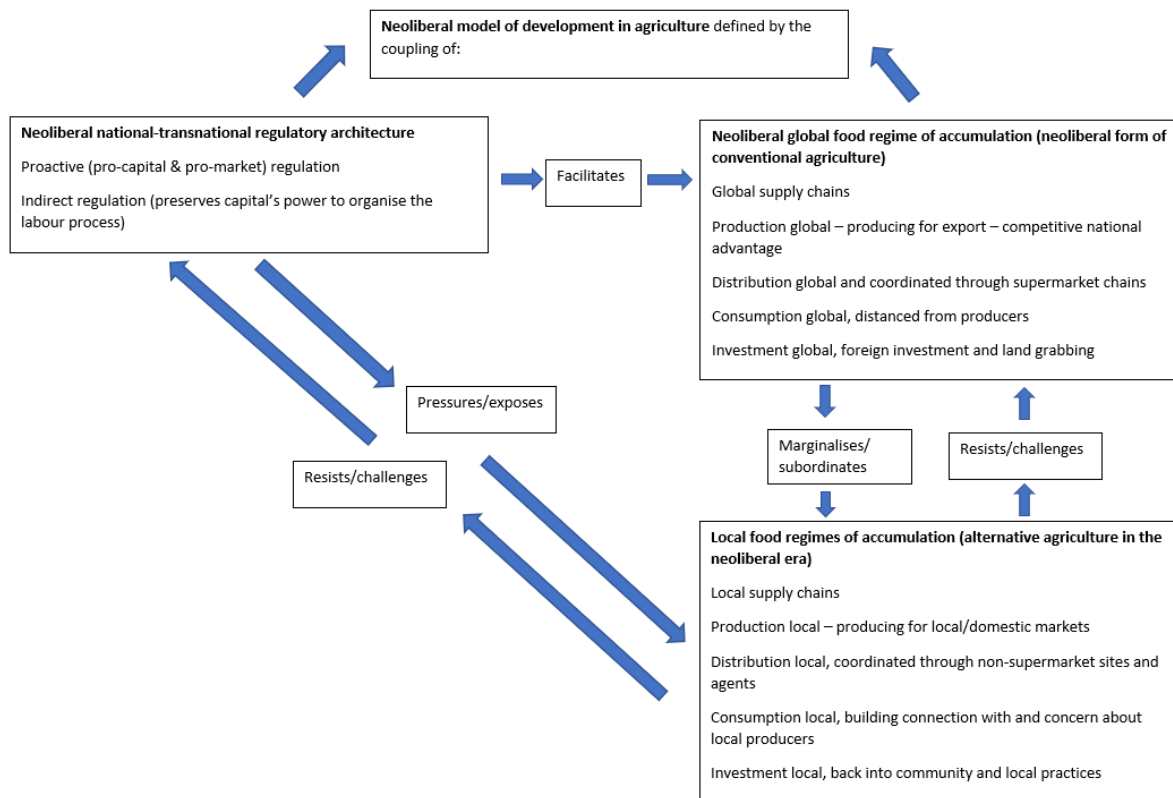 Neoliberal model of development in agriculture defined by the
coupling of:
Neoliberal national-transnational regulatory architecture
Proactive (pro-capital & pro-market) regulation
Indirect regulation (preserves capital’s power to organise the
labour process)
Facilitates
Neoliberal global food regime of accumulation (neoliberal form of
conventional agriculture)
Global supply chains
Production global – producing for export – competitive national
advantage
Distribution global and coordinated through supermarket chains
Consumption global, distanced from producers
Investment global, foreign investment and land grabbing
Pressures/exposes
Resists/challenges
Marginalises/
subordinates
Resists/challenges
Local food regimes of accumulation (alternative agriculture in the
neoliberal era)
Local supply chains
Production local – producing for local/domestic markets
Distribution local, coordinated through non-supermarket sites and
agents
Consumption local, building connection with and concern about
local producers
Investment local, back into community and local practices